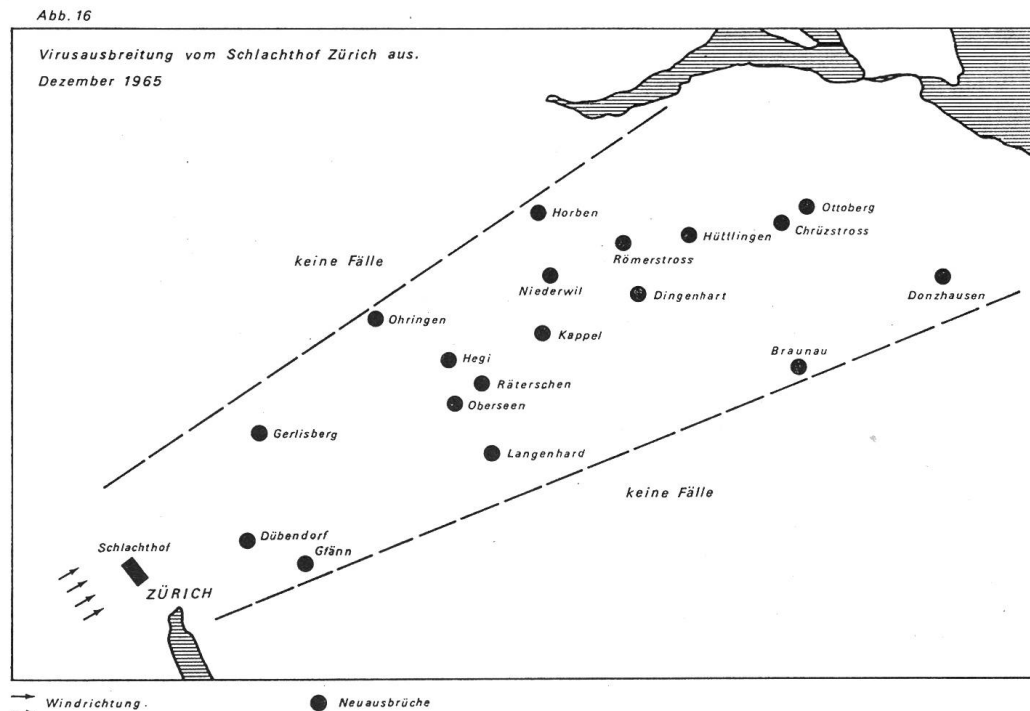 Abb. 16
Virusausbreitung vom Schlachthof Zürich aus.
Dezember 1965
Ottoberg
Horben
Chrüzstross
Hüttlingen
Römerstross
keine Fälle
Niederwil
Dingenhart
Donzhausen
Ohringen
Kappel
Braunau
Hegi
Räterschen
Oberseen
Gerlisberg
Langenhard
keine Fälle
Dübendorf
Gfänn
Schlachthof
ZÜRICH
Windrichtung.
Neuausbrüche